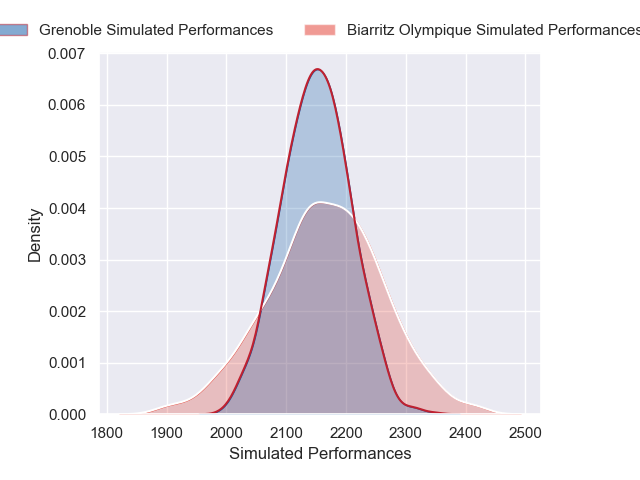 Grenoble Simulated Performances
Biarritz Olympique Simulated Performances
0.007
0.006
0.005
0.004
0.003
0.002
0.001
0.000
Density
1800 1900 2000 2100 2200 2300 2400 2500
Simulated Performances